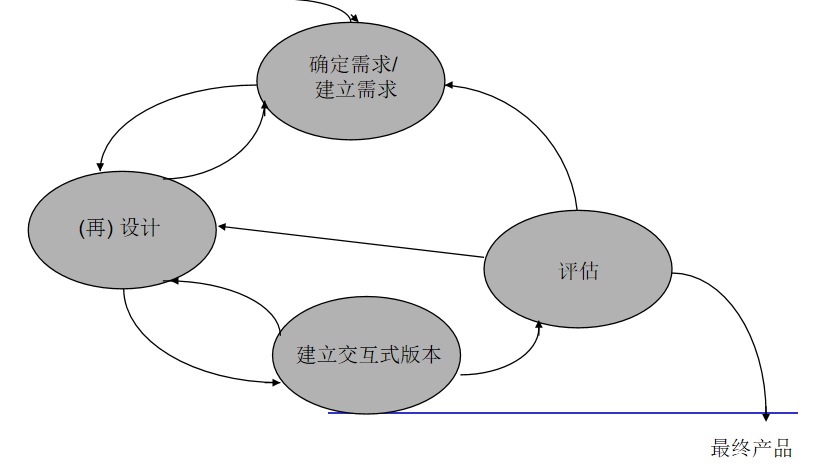 确定需求/
建立需求
(再) 设计
评估
建立交互式版本
最终产品